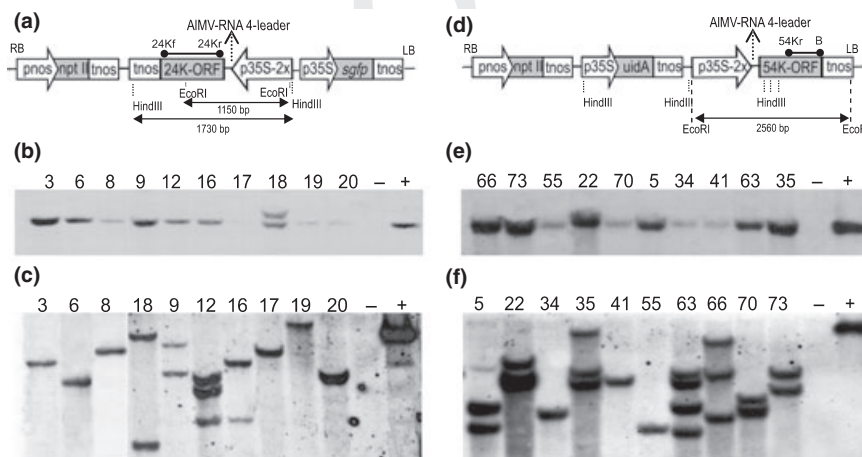 (a)
AlMV-RNA 4-leader
24Kf 24Kr
RB LB
pnos npt II tnos tnos 24K-ORF p35S-2x p35S sgfp tnos
EcoRI EcoRI
HindIII HindIII
1150 bp
1730 bp
(b)
3 6 8 9 12 16 17 18 19 20 – +
(c)
3 6 8 18 9 12 16 17 19 20 – +
(d)
AlMV-RNA 4-leader
54Kr B
RB LB
pnos npt II tnos p35S uidA tnos p35S-2x 54K-ORF tnos
HindIII HindIII HindIII
EcoRI 2560 bp EcoR
(e)
66 73 55 22 70 5 34 41 63 35 – +
(f)
5 22 34 35 41 55 63 66 70 73 – +